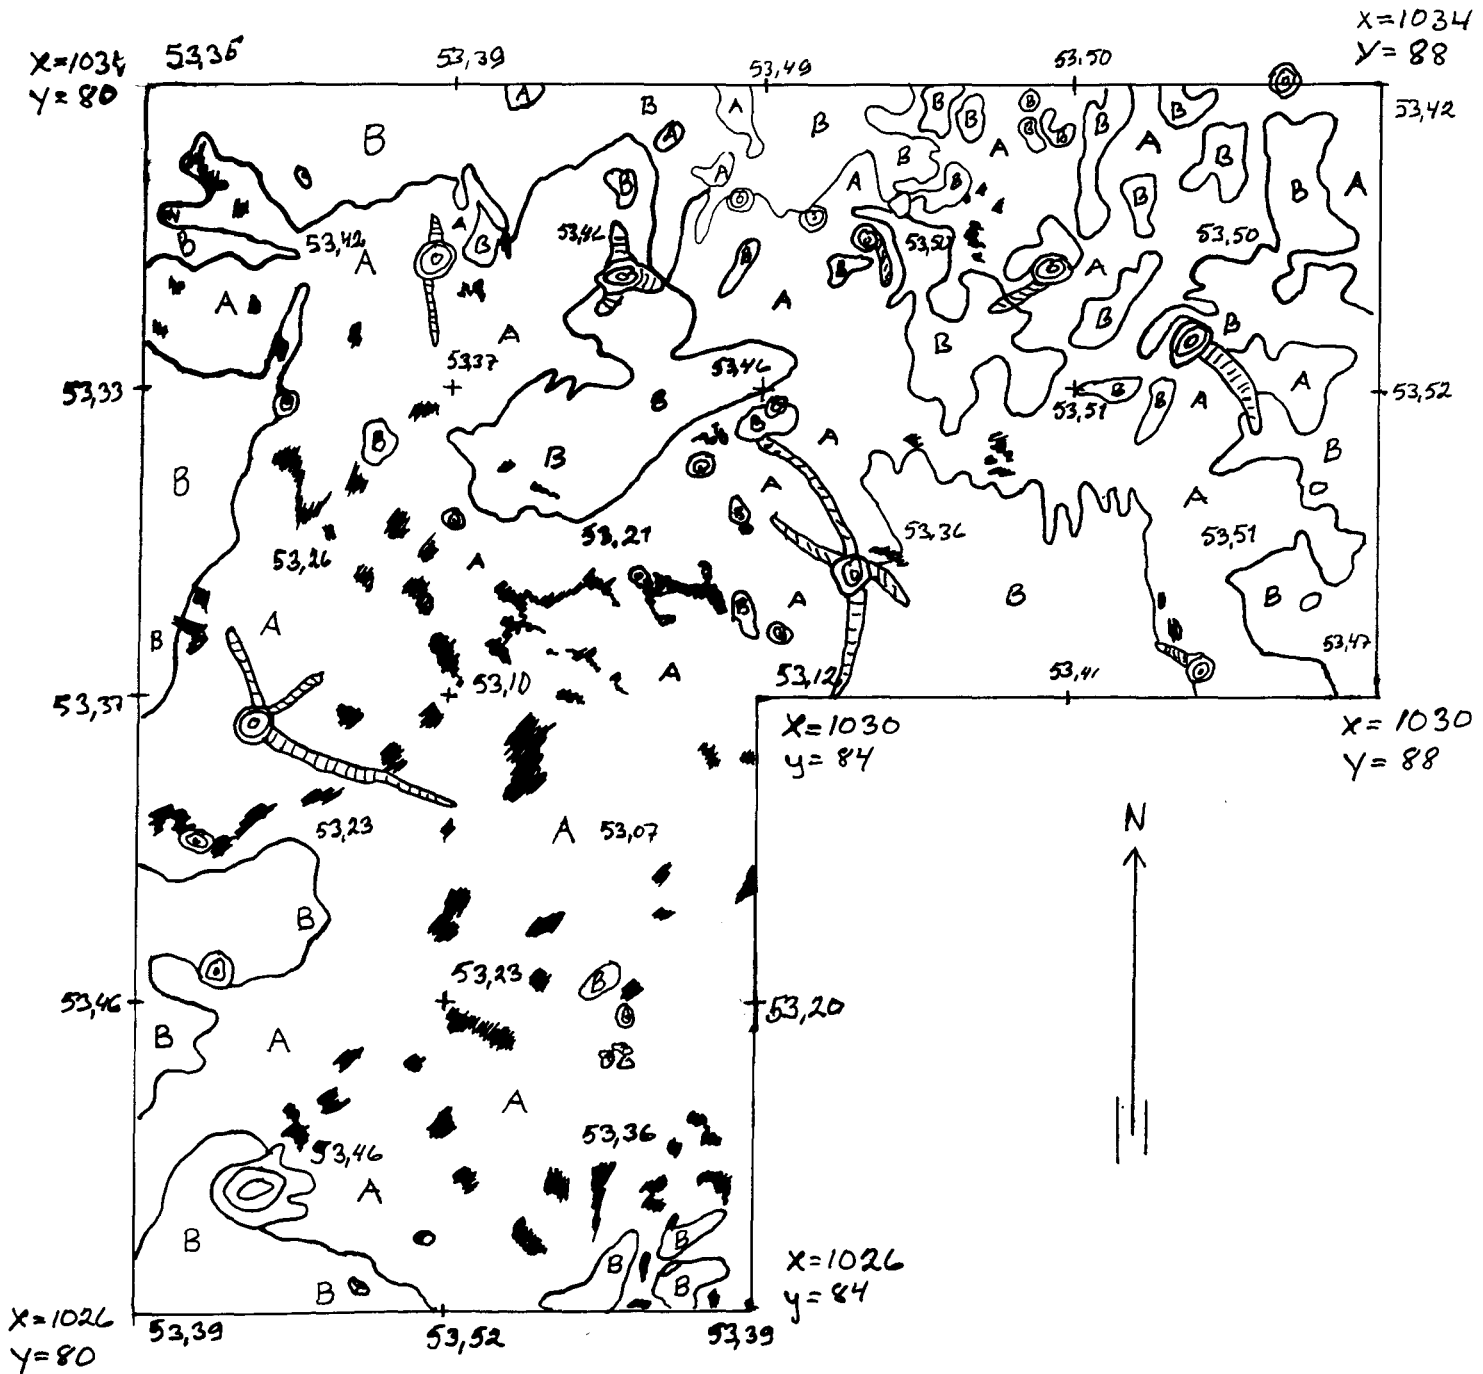 X=1034
X=1034 53,35 53,39 53,49 53,50 Y=88
Y=80 53,42
A B A B B B B B
B A B B B A B A B
A A B B B A
N A B A B B B A
B 53,42 A B 53,46 B 53,50 A 53,50
A A A B B B
53,37 53,46 B A
53,33 B 53,51 B B A 53,52
B B B A B
B A A
53,26 A 53,21 53,36 53,51
B A B A B B
53,10 A 53,12 53,41 53,47
53,37 X=1030 X=1030
y=84 Y=88
53,23 A 53,07 N
B
53,23 B
53,46 53,20
B A B
A
53,46 53,36
A
B B
B B B X=1026
y=84
X=1026 53,39 53,52 53,39
Y=80